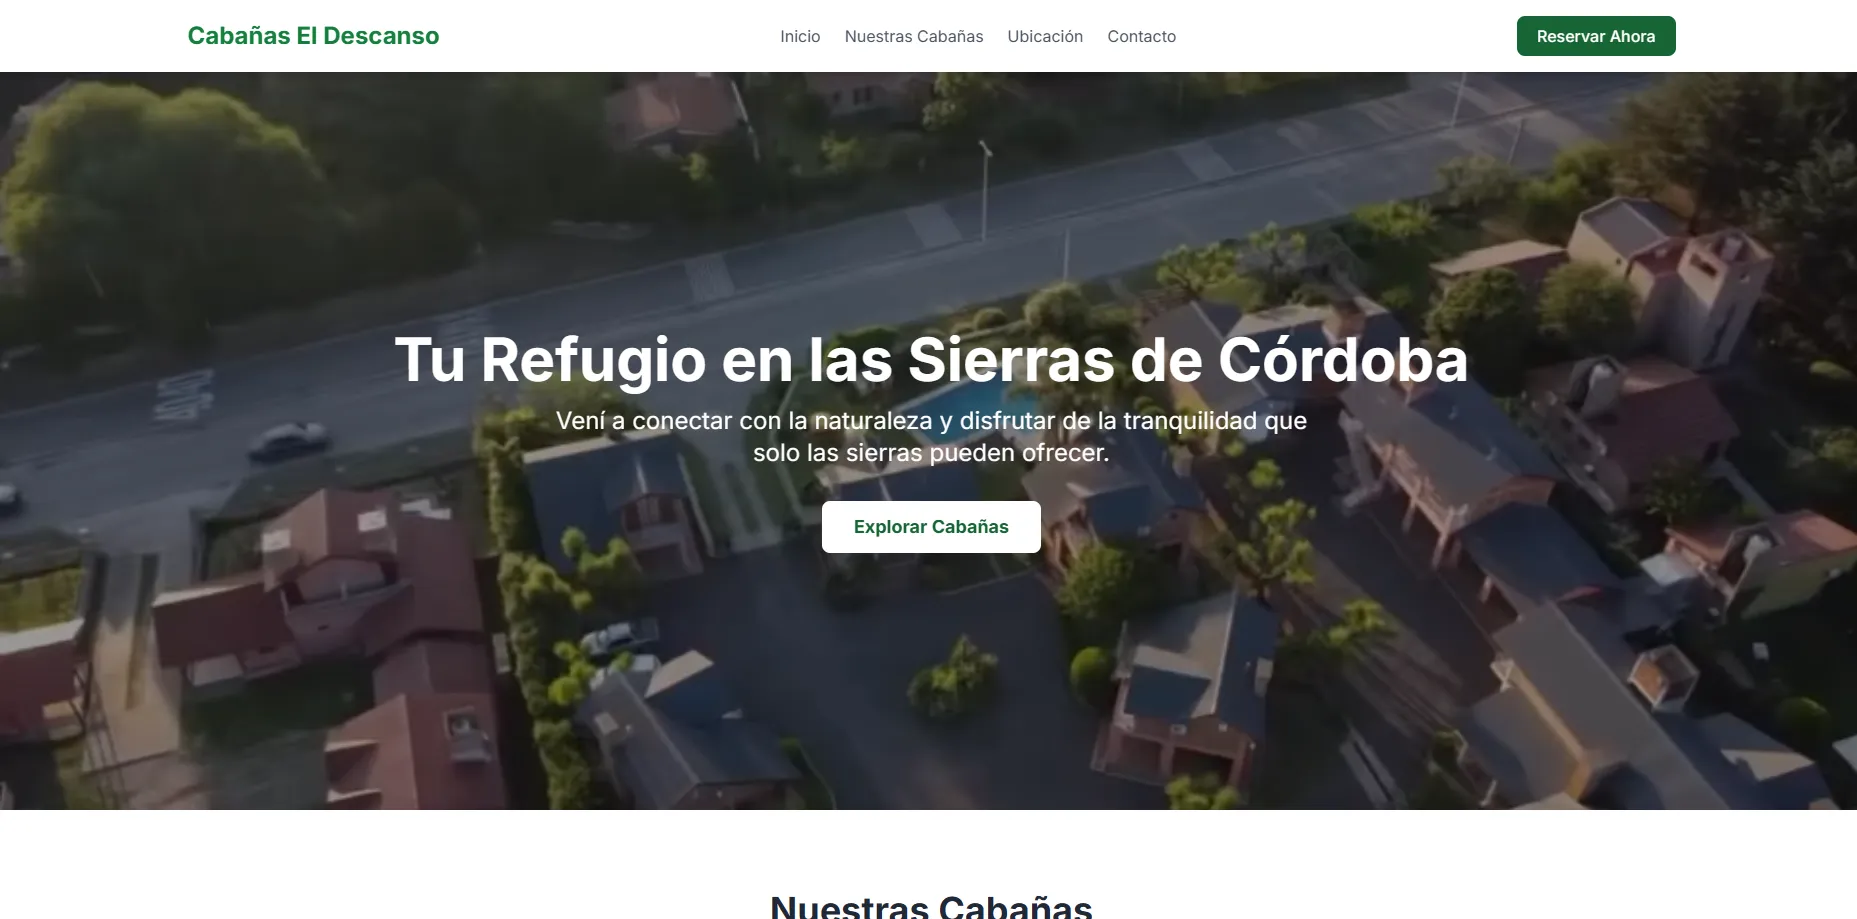 Cabañas El Descanso
Inicio
Nuestras Cabañas
Ubicación
Contacto
Reservar Ahora
Tu Refugio en las Sierras de Córdoba
Vení a conectar con la naturaleza y disfrutar de la tranquilidad que
solo las sierras pueden ofrecer.
Explorar Cabañas
Nuestras Cabañas